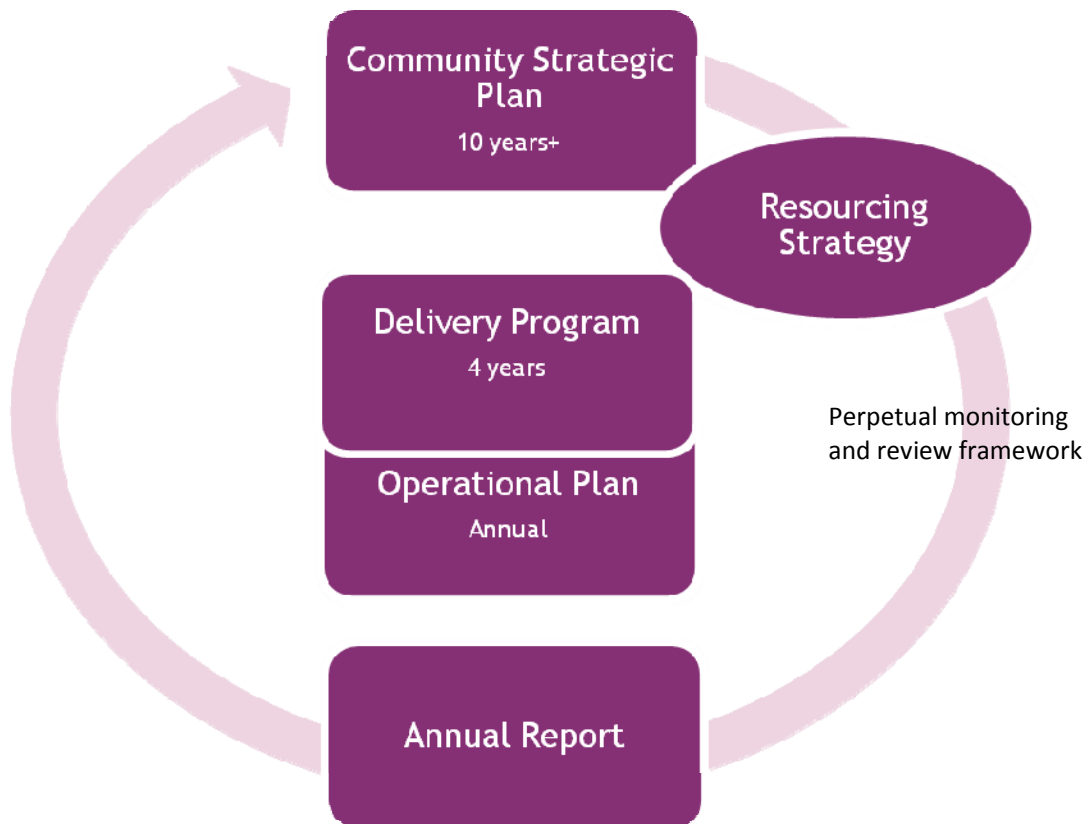 Community Strategic
Plan
10 years+
Resourcing
Strategy
Delivery Program
4 years
Perpetual monitoring
and review framework
Operational Plan
Annual
Annual Report